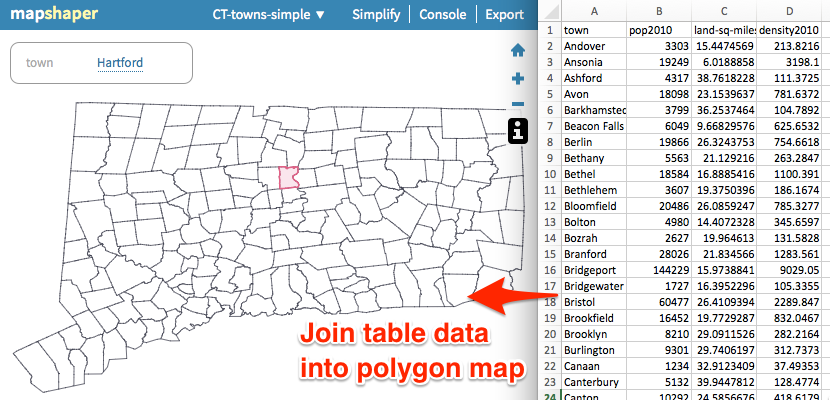 mapshaper CT-towns-simple ▼ Simplify Console Export
town Hartford
Join table data
into polygon map
A B C D
1 town pop2010 land-sq-miles density2010
2 Andover 3303 15.4474569 213.8216
3 Ansonia 19249 6.0188858 3198.1
4 Ashford 4317 38.7618228 111.3725
5 Avon 18098 23.1539637 781.6372
6 Barkhamsted 3799 36.2537464 104.7892
7 Beacon Falls 6049 9.66829576 625.6532
8 Berlin 19866 26.3243753 754.6618
9 Bethany 5563 21.129216 263.2847
10 Bethel 18584 16.8885416 1100.391
11 Bethlehem 3607 19.3750396 186.1674
12 Bloomfield 20486 26.0859247 785.3277
13 Bolton 4980 14.4072328 345.6597
14 Bozrah 2627 19.964613 131.5828
15 Branford 28026 21.834566 1283.561
16 Bridgeport 144229 15.9738841 9029.05
17 Bridgewater 1727 16.3952296 105.3355
18 Bristol 60477 26.4109394 2289.847
19 Brookfield 16452 19.7729287 832.0467
20 Brooklyn 8210 29.0911526 282.2164
21 Burlington 9301 29.7406197 312.7373
22 Canaan 1234 32.9123409 37.49353
23 Canterbury 5132 39.9447812 128.4774
24 Canton 10292 24.5856676 418.6179